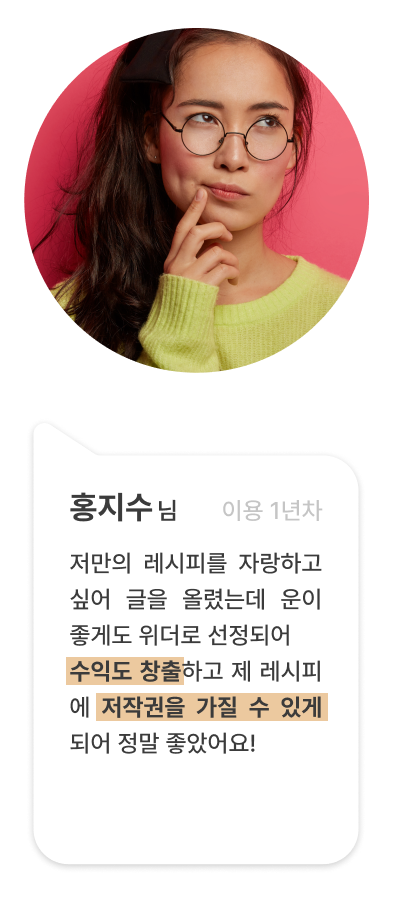 홍지수 님 이용 1년차
저만의 레시피를 자랑하고
싶어 글을 올렸는데 운이
좋게도 위더로 선정되어
수익도 창출하고 제 레시피
에 저작권을 가질 수 있게
되어 정말 좋았어요!